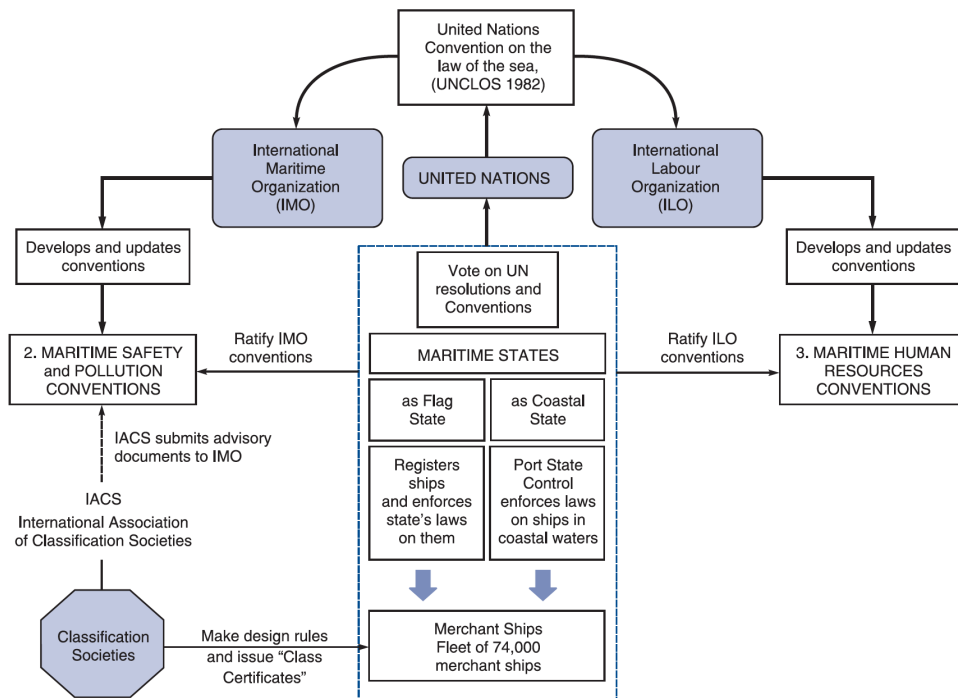 United Nations
Convention on the
law of the sea,
(UNCLOS 1982)
International
Maritime
Organization
(IMO)
UNITED NATIONS
International
Labour
Organization
(ILO)
Develops and updates
conventions
Vote on UN
resolutions and
Conventions
Develops and updates
conventions
2. MARITIME SAFETY
and POLLUTION
CONVENTIONS
Ratify IMO
conventions
MARITIME STATES
Ratify ILO
conventions
3. MARITIME HUMAN
RESOURCES
CONVENTIONS
as Flag
State
as Coastal
State
IACS submits advisory
documents to IMO
Registers
ships
and enforces
state's laws
on them
Port State
Control
enforces laws
on ships in
coastal waters
IACS
International Association
of Classification Societies
Classification
Societies
Make design rules
and issue “Class
Certificates”
Merchant Ships
Fleet of 74,000
merchant ships